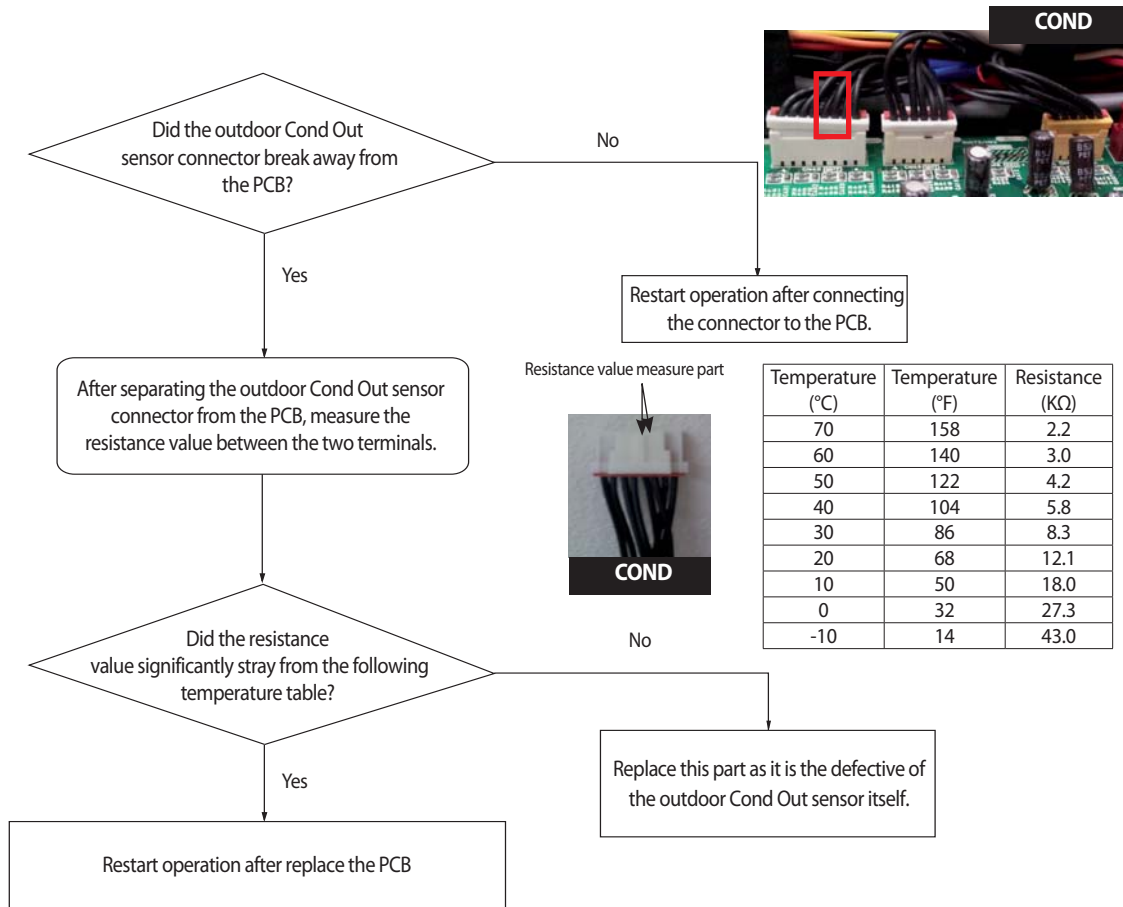 COND
Did the outdoor Cond Out
sensor connector break away from
the PCB?
No
Yes
Restart operation after connecting
the connector to the PCB.
After separating the outdoor Cond Out sensor
connector from the PCB, measure the
resistance value between the two terminals.
Resistance value measure part
COND
Temperature (°C) Temperature (°F) Resistance (KΩ)
70 158 2.2
60 140 3.0
50 122 4.2
40 104 5.8
30 86 8.3
20 68 12.1
10 50 18.0
0 32 27.3
-10 14 43.0
Did the resistance
value significantly stray from the following
temperature table?
No
Yes
Replace this part as it is the defective of
the outdoor Cond Out sensor itself.
Restart operation after replace the PCB